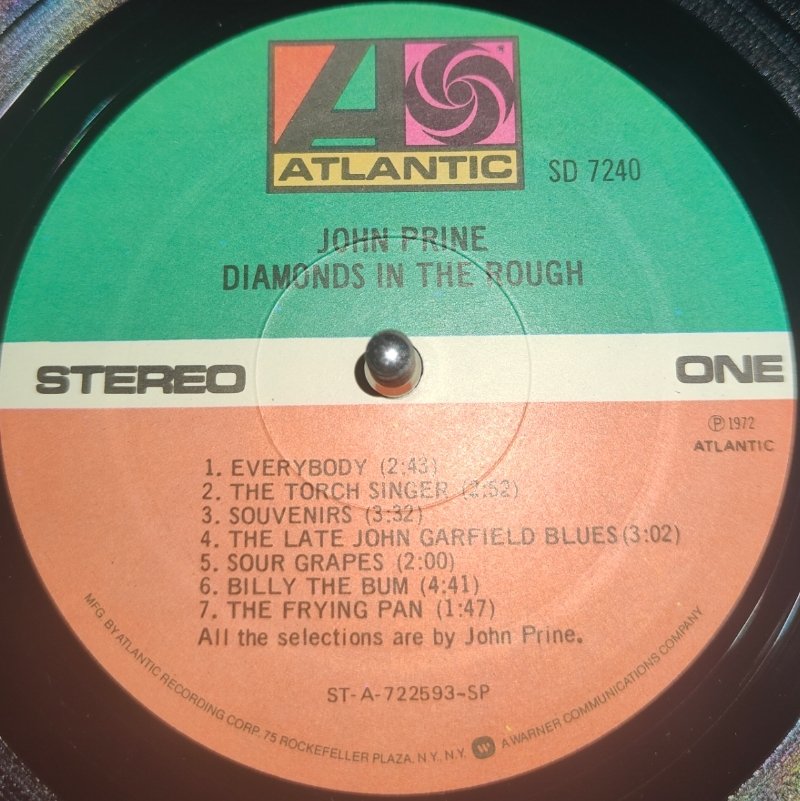 ATLANTIC
SD 7240
JOHN PRINE
DIAMONDS IN THE ROUGH
STEREO
ONE
℗ 1972
ATLANTIC
1. EVERYBODY (2:43)
2. THE TORCH SINGER (2:52)
3. SOUVENIRS (3:32)
4. THE LATE JOHN GARFIELD BLUES (3:02)
5. SOUR GRAPES (2:00)
6. BILLY THE BUM (4:41)
7. THE FRYING PAN (1:47)
All the selections are by John Prine.
ST-A-722593-SP
MFG BY ATLANTIC RECORDING CORP. 75 ROCKEFELLER PLAZA, N.Y. N.Y. W A WARNER COMMUNICATIONS COMPANY